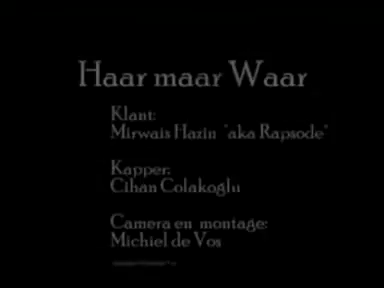 Haar maar Waar
Klant:
Mirwais Hazin "aka Rapsode"
Kapper:
Cihan Colakoglu
Camera en montage:
Michiel de Vos